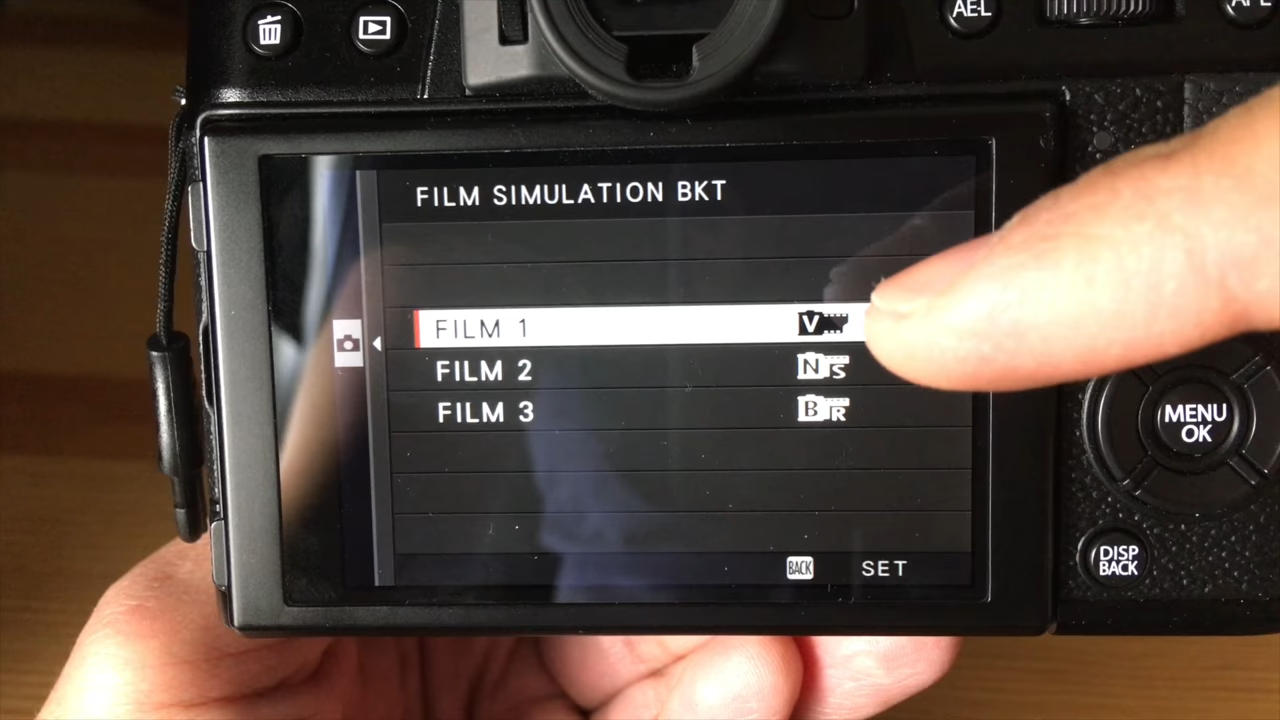 AE-L
FILM SIMULATION BKT
FILM 1 V
FILM 2 N S
FILM 3 B R
MENU
OK
BACK SET
DISP
BACK